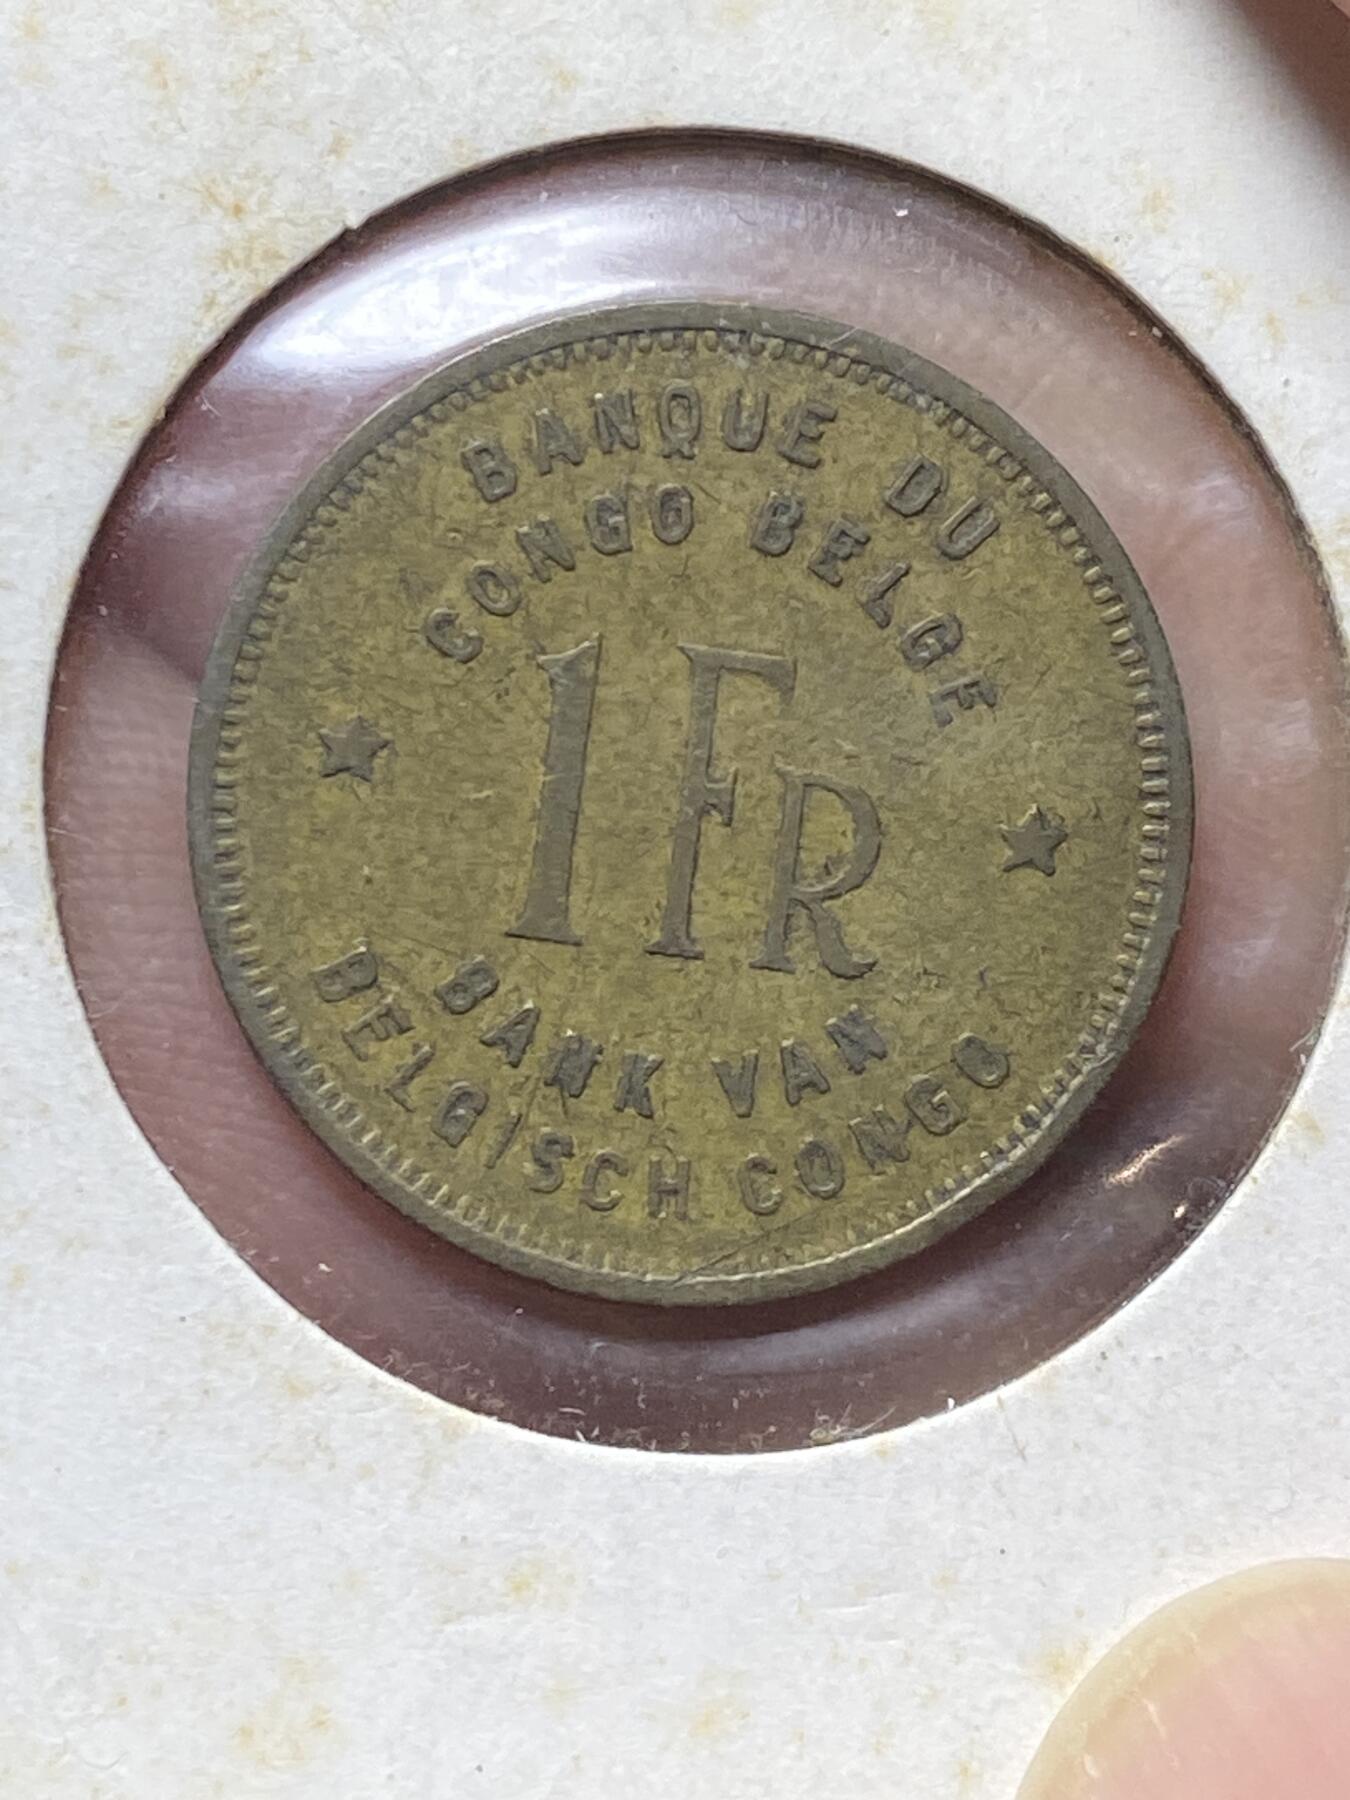 BANQUE DU
CONGO BELGE
1 FR
BANK VAN
BELGISCH CONGO